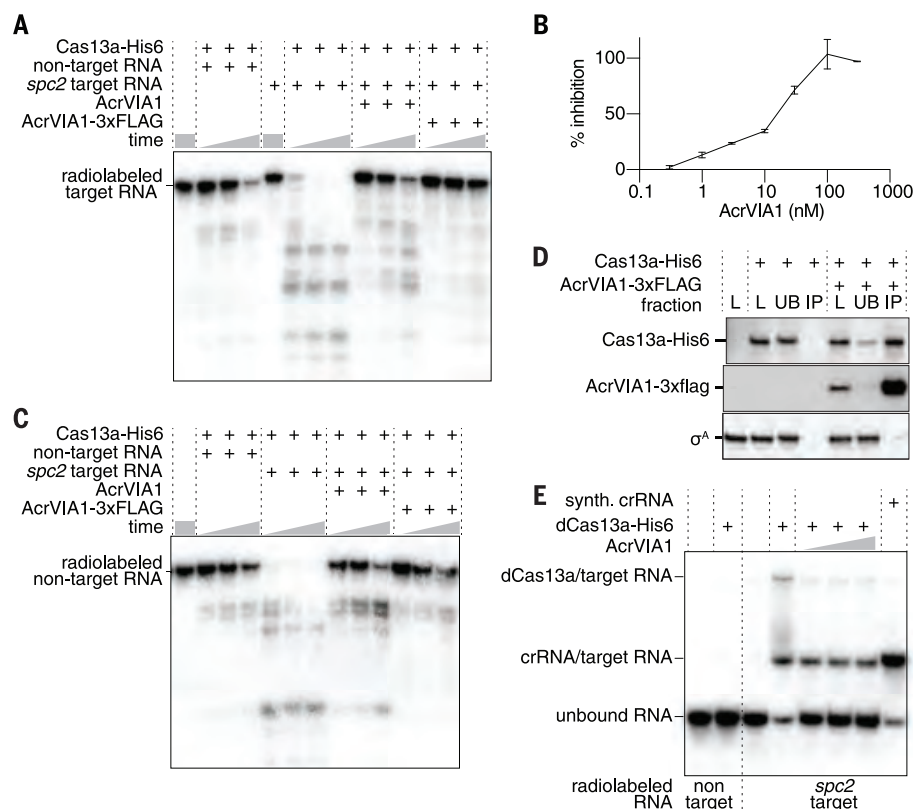 A
Cas13a-His6 + + + + + + + + + + + +
non-target RNA + + +
spc2 target RNA + + + + + + + + + +
AcrVIA1 + + +
AcrVIA1-3xFLAG + + +
time
radiolabeled
target RNA
B
% inhibition
100
50
0
0.1 1 10 100 1000
AcrVIA1 (nM)
C
Cas13a-His6 + + + + + + + + + + + +
non-target RNA + + +
spc2 target RNA + + + + + + + + +
AcrVIA1 + + +
AcrVIA1-3xFLAG + + +
time
radiolabeled
non-target RNA
D
Cas13a-His6 + + + + + +
AcrVIA1-3xFLAG + + +
fraction L L UB IP L UB IP
Cas13a-His6
AcrVIA1-3xflag
σA
E
synth. crRNA +
dCas13a-His6 + + + + +
AcrVIA1
dCas13a/target RNA
crRNA/target RNA
unbound RNA
radiolabeled non spc2
RNA target target